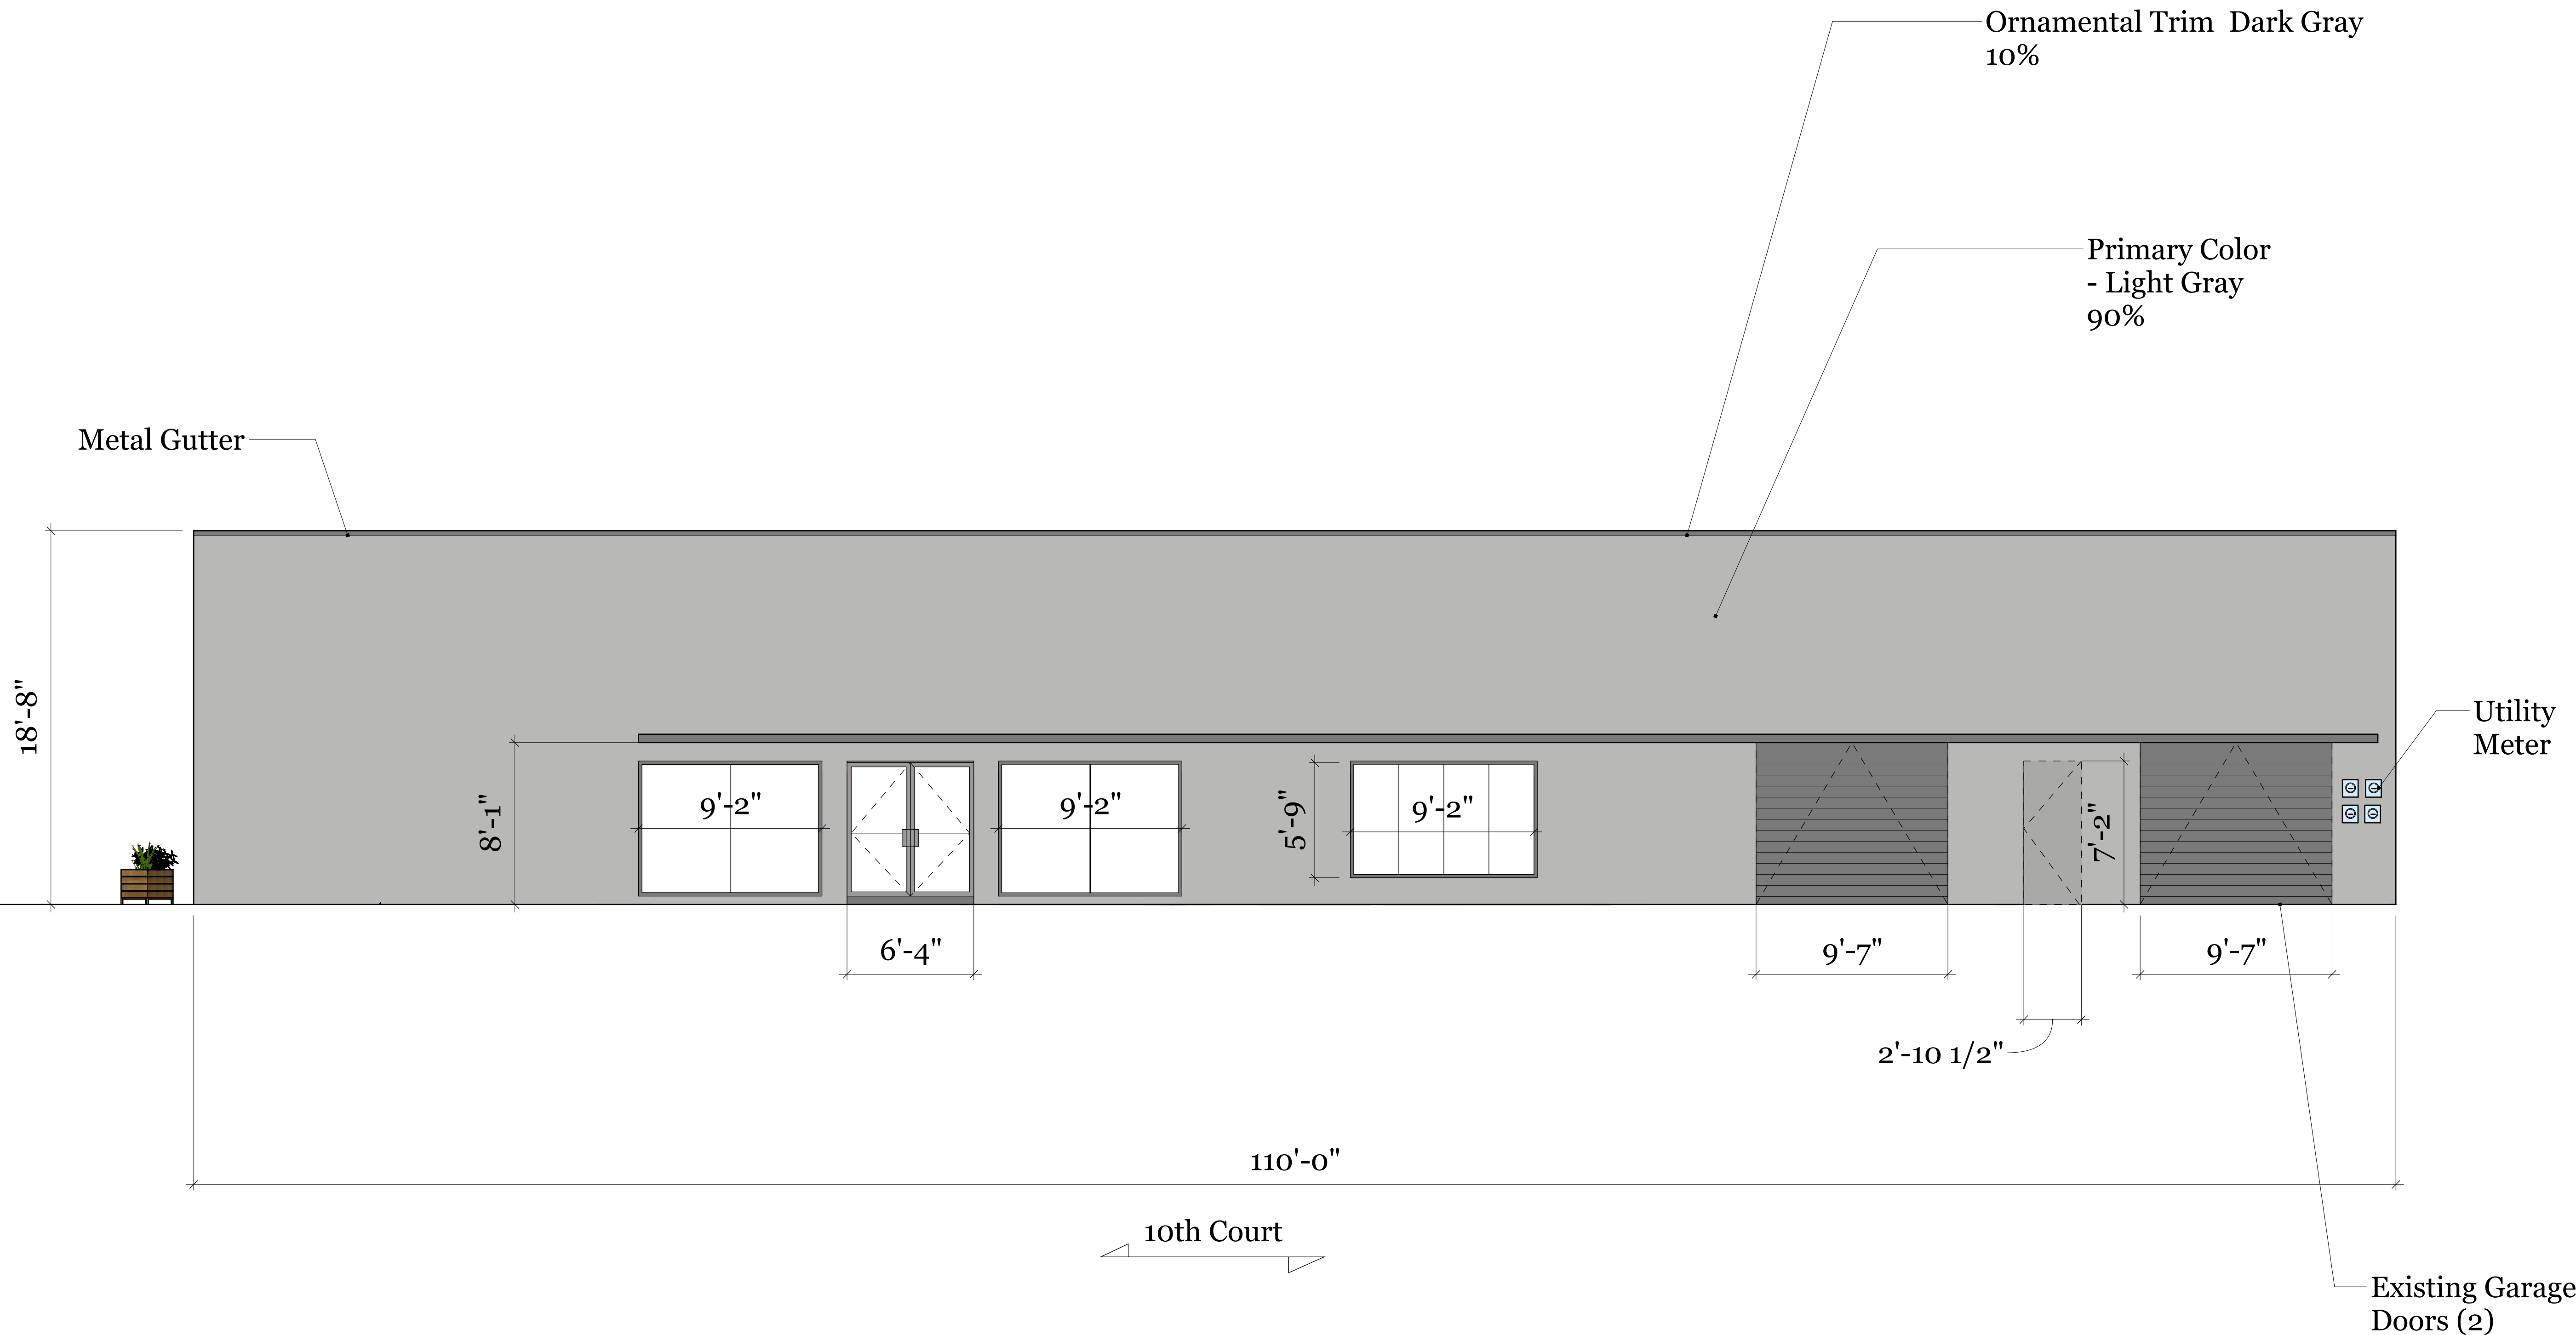 Ornamental Trim  Dark Gray
10%
Primary Color
- Light Gray
90%
Metal Gutter
18'-8"
Utility
Meter
8'-1"
9'-2"
9'-2"
5'-9"
9'-2"
7'-2"
6'-4"
9'-7"
9'-7"
2'-10 1/2"
110'-0"
10th Court
Existing Garage
Doors (2)